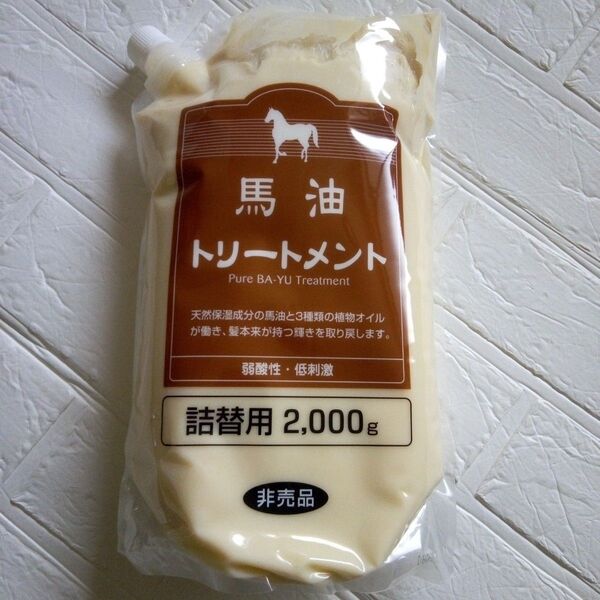 馬油
トリートメント
Pure BA-YU Treatment
天然保湿成分の馬油と3種類の植物オイル
が働き、髪本来が持つ輝きを取り戻します。
弱酸性・低刺激
詰替用 2,000g
非売品